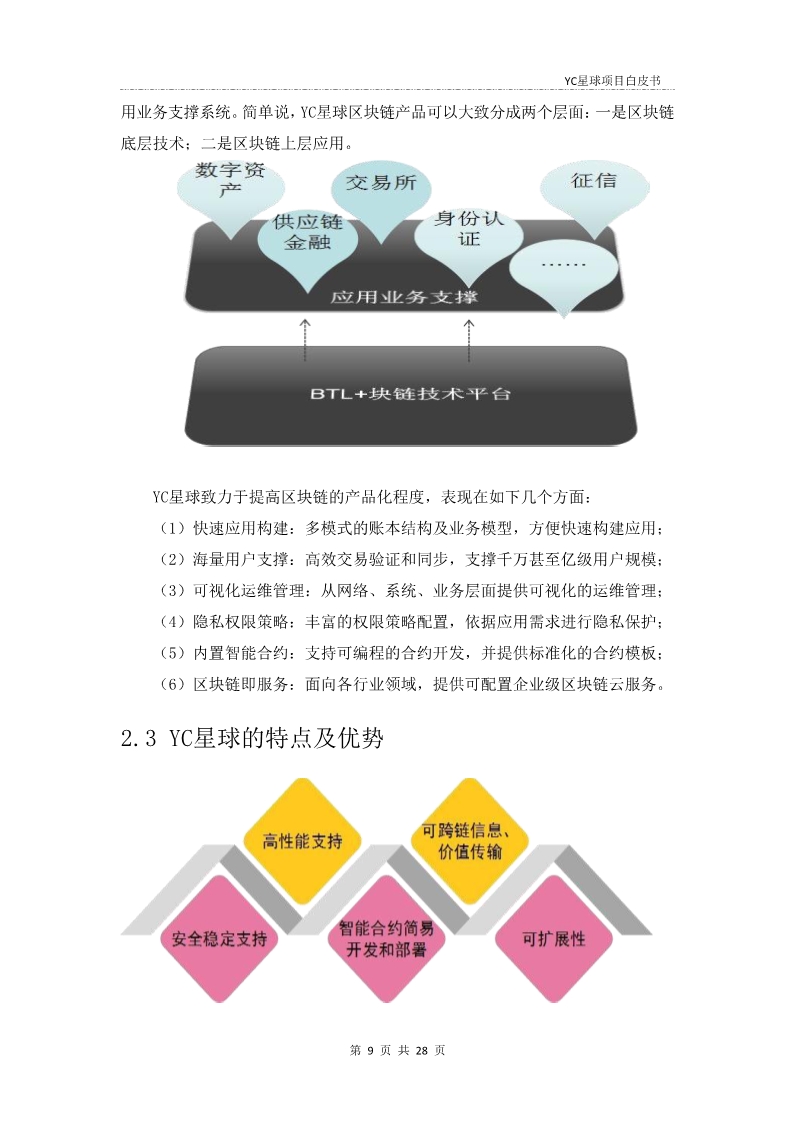 YC星球项目白皮书
用业务支撑系统。简单说，YC星球区块链产品可以大致分成两个层面：一是区块链
底层技术；二是区块链上层应用。
数字资
产
交易所
征信
供应链
金融
身份认
证
······
应用业务支撑
BTL+块链技术平台
YC星球致力于提高区块链的产品化程度，表现在如下几个方面：
（1）快速应用构建：多模式的账本结构及业务模型，方便快速构建应用；
（2）海量用户支撑：高效交易验证和同步，支撑千万甚至亿级用户规模；
（3）可视化运维管理：从网络、系统、业务层面提供可视化的运维管理；
（4）隐私权限策略：丰富的权限策略配置，依据应用需求进行隐私保护；
（5）内置智能合约：支持可编程的合约开发，并提供标准化的合约模板；
（6）区块链即服务：面向各行业领域，提供可配置企业级区块链云服务。
2.3 YC星球的特点及优势
高性能支持
可跨链信息、
价值传输
安全稳定支持
智能合约简易
开发和部署
可扩展性
第 9 页 共 28 页